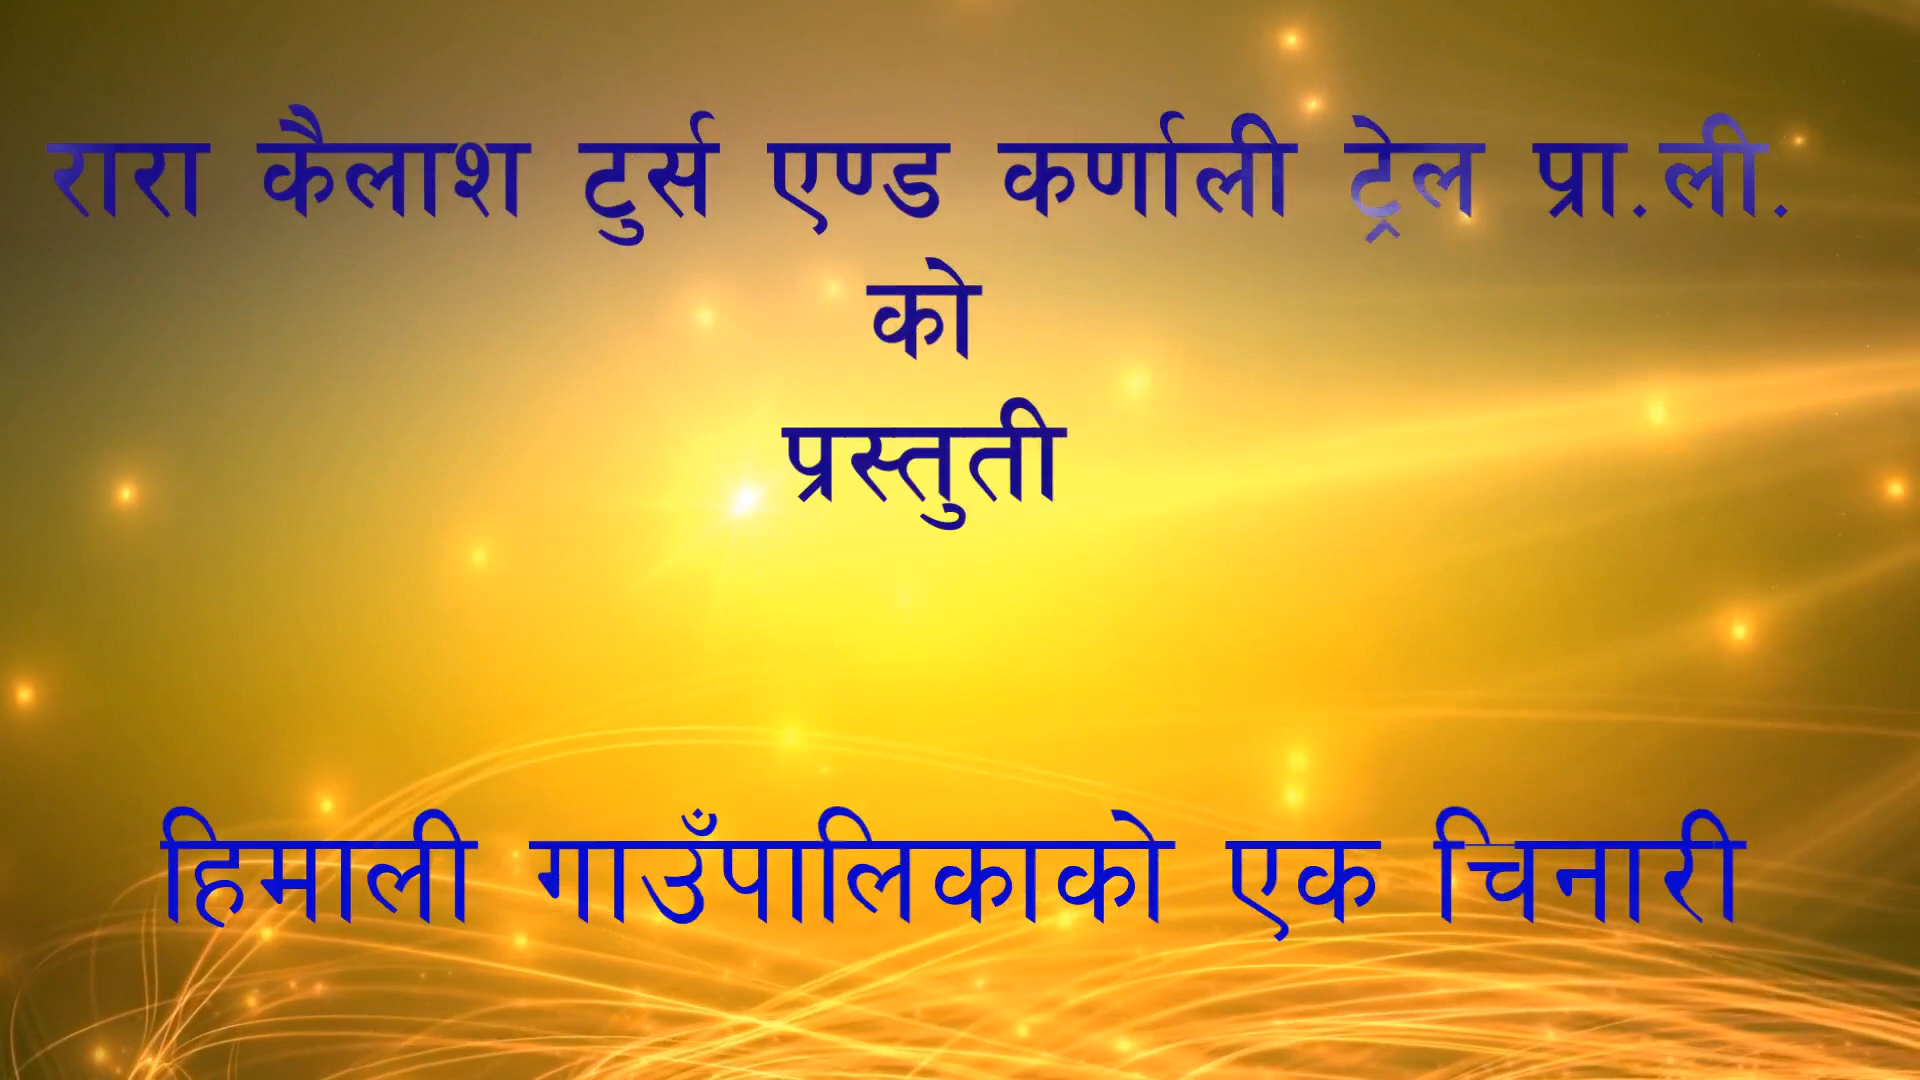 रारा कैलाश टुर्स एण्ड कर्णाली ट्रेल प्रा.ली.
को
प्रस्तुती
हिमाली गाउँपालिकाको एक चिनारी